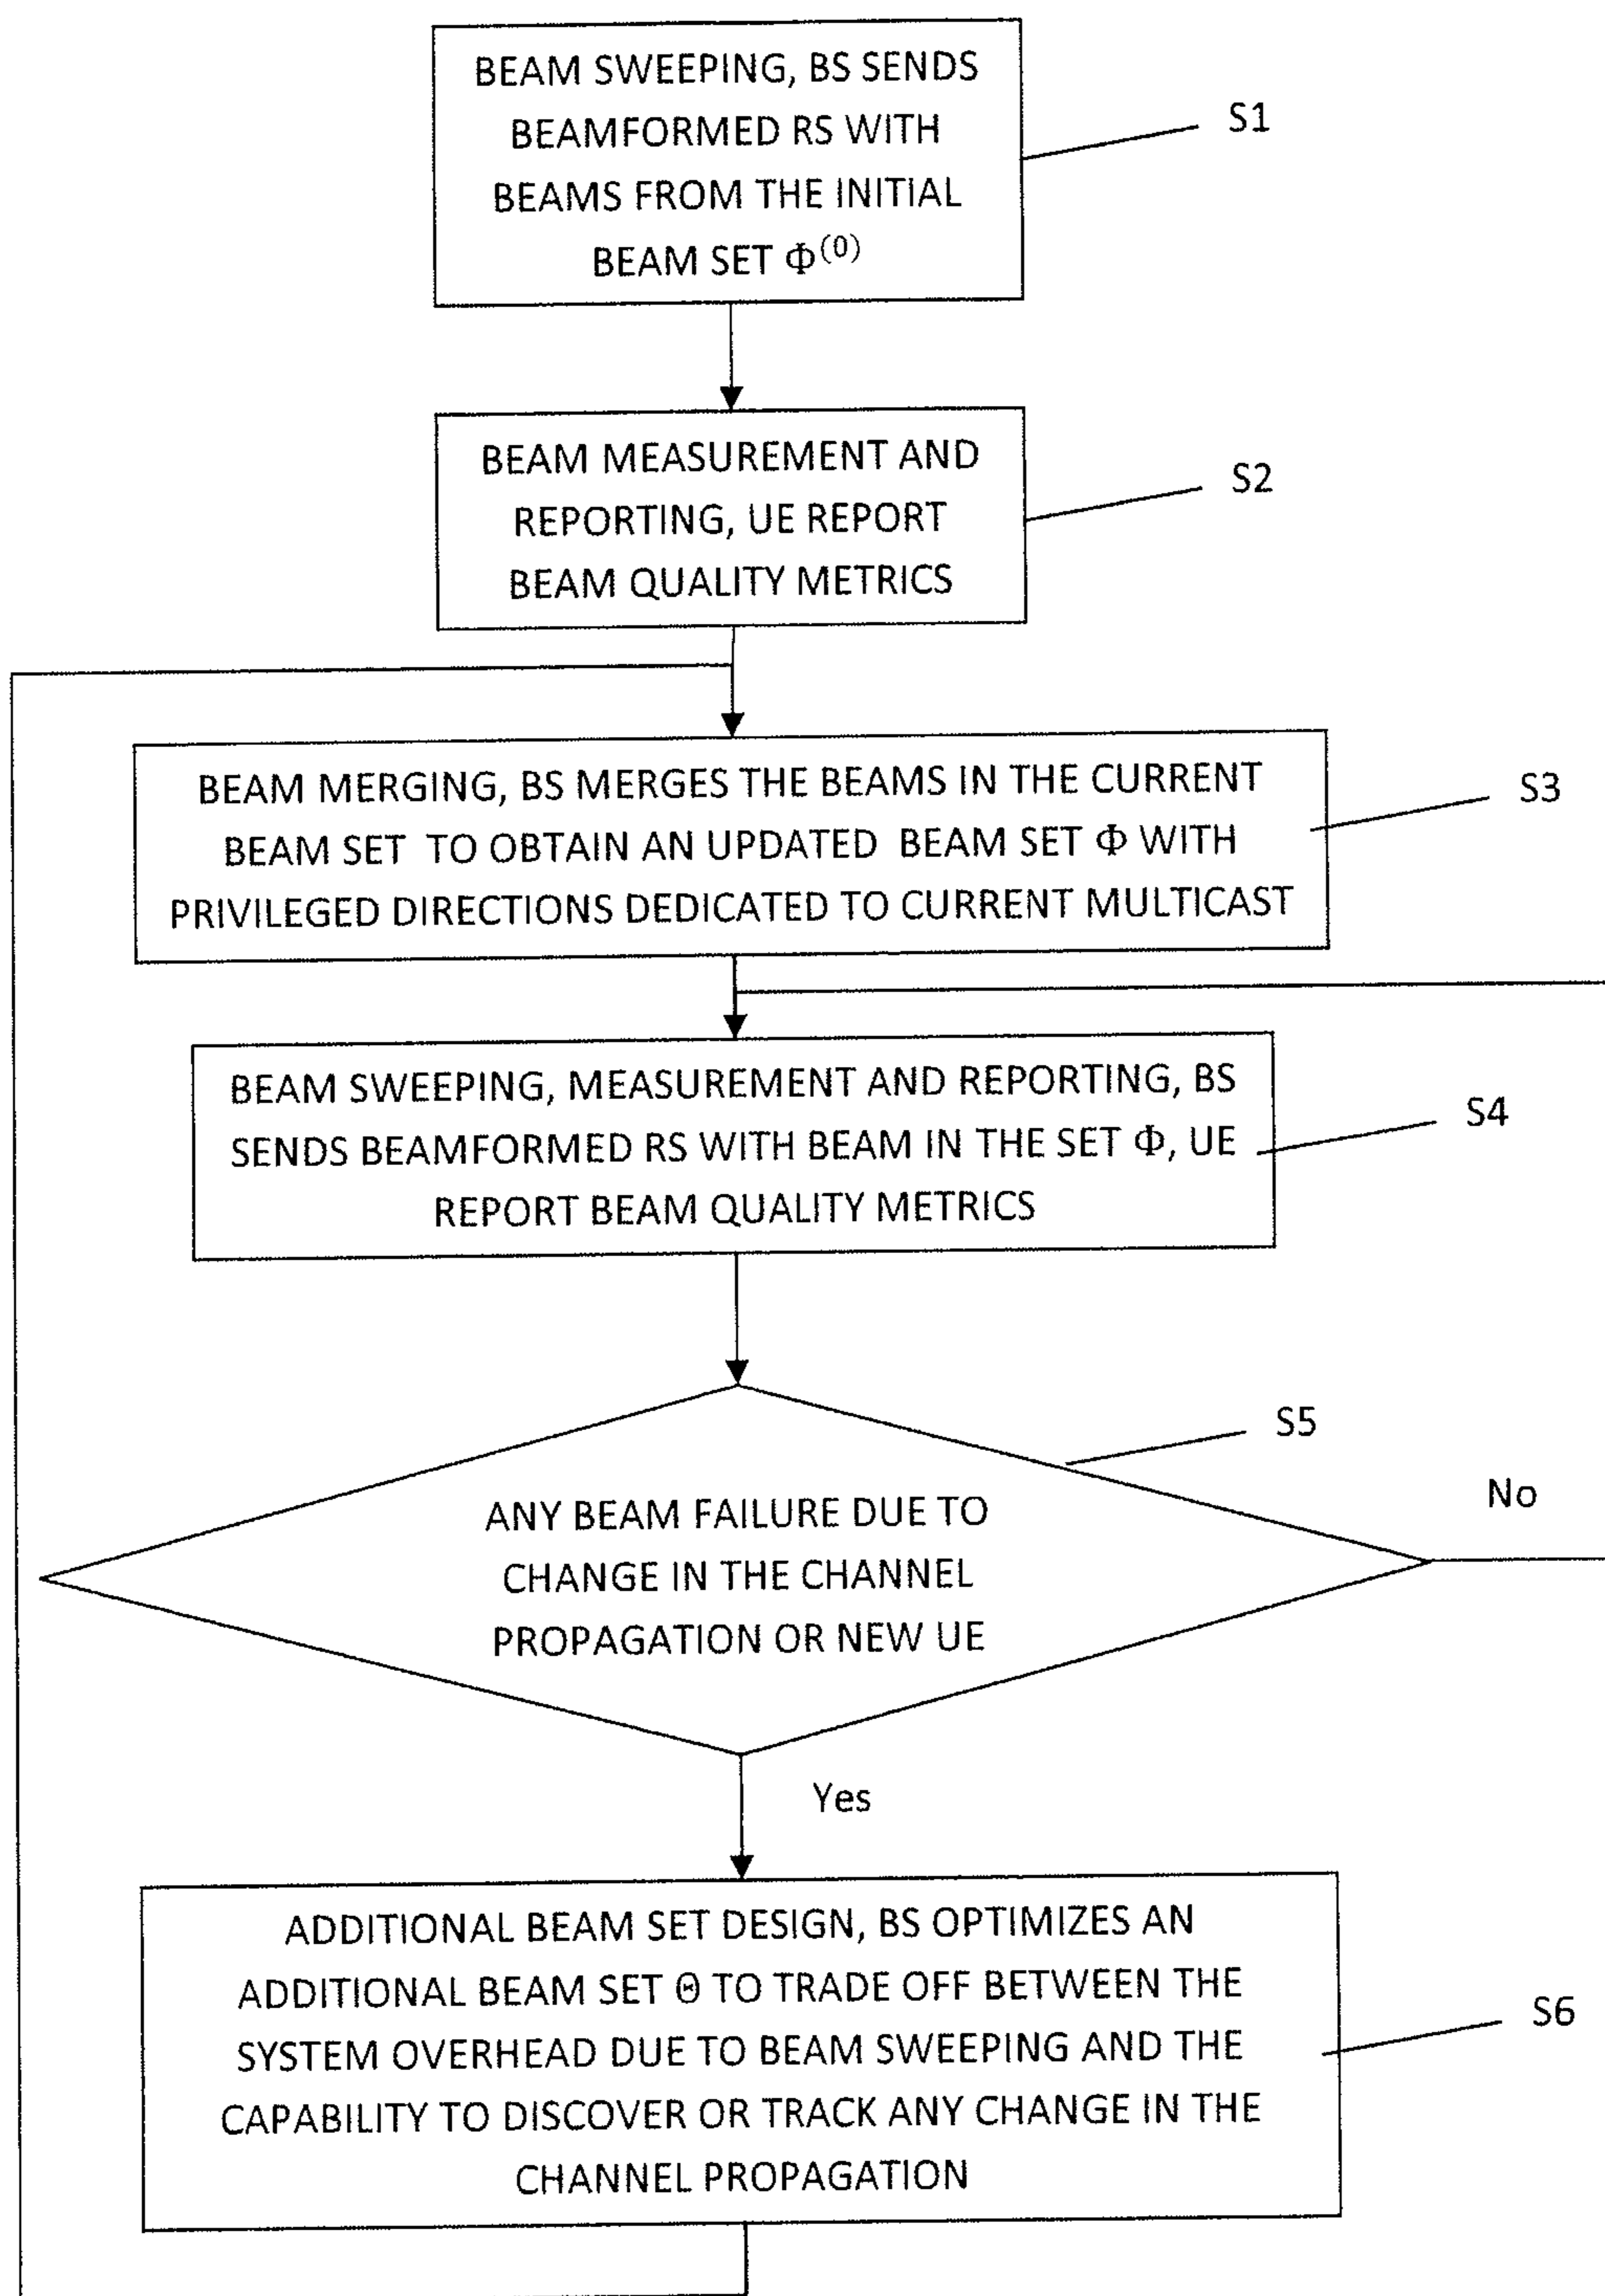 BEAM SWEEPING, BS SENDS
BEAMFORMED RS WITH
BEAMS FROM THE INITIAL
BEAM SET Φ⁽⁰⁾
S1
BEAM MEASUREMENT AND
REPORTING, UE REPORT
BEAM QUALITY METRICS
S2
BEAM MERGING, BS MERGES THE BEAMS IN THE CURRENT
BEAM SET TO OBTAIN AN UPDATED BEAM SET Φ WITH
PRIVILEGED DIRECTIONS DEDICATED TO CURRENT MULTICAST
S3
BEAM SWEEPING, MEASUREMENT AND REPORTING, BS
SENDS BEAMFORMED RS WITH BEAM IN THE SET Φ, UE
REPORT BEAM QUALITY METRICS
S4
S5
ANY BEAM FAILURE DUE TO
CHANGE IN THE CHANNEL
PROPAGATION OR NEW UE
No
Yes
ADDITIONAL BEAM SET DESIGN, BS OPTIMIZES AN
ADDITIONAL BEAM SET Θ TO TRADE OFF BETWEEN THE
SYSTEM OVERHEAD DUE TO BEAM SWEEPING AND THE
CAPABILITY TO DISCOVER OR TRACK ANY CHANGE IN THE
CHANNEL PROPAGATION
S6